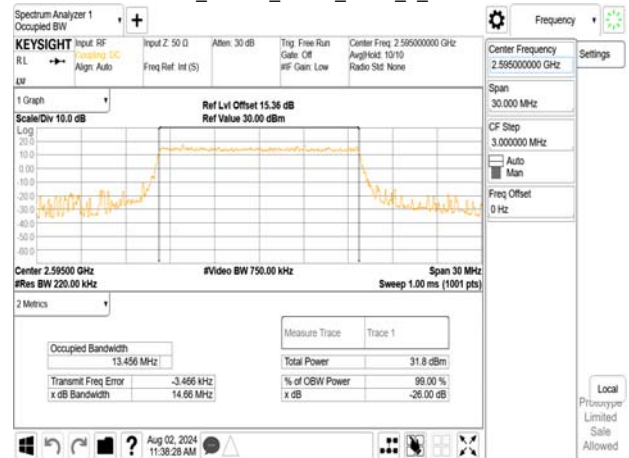 Spectrum Analyzer 1
Occupied BW
Frequency
KEYSIGHT
RL
Input: RF
Coupling: DC
Align: Auto
Input Z: 50 Ω
Freq Ref: Int (S)
Atten: 30 dB
Trig: Free Run
Gate: Off
#IF Gain: Low
Center Freq: 2.595000000 GHz
Avg|Hold: 10/10
Radio Std: None
Center Frequency
2.595000000 GHz
Settings
Span
30.000 MHz
CF Step
3.000000 MHz
Auto
Man
Freq Offset
0 Hz
1 Graph
Scale/Div 10.0 dB
Ref Lvl Offset 15.36 dB
Ref Value 30.00 dBm
Log
20.0
10.0
0.00
-10.0
-20.0
-30.0
-40.0
-50.0
-60.0
Center 2.59500 GHz
#Res BW 220.00 kHz
#Video BW 750.00 kHz
Span 30 MHz
Sweep 1.00 ms (1001 pts)
2 Metrics
Measure Trace
Trace 1
Occupied Bandwidth
13.456 MHz
Total Power
31.8 dBm
Transmit Freq Error
-3.466 kHz
% of OBW Power
99.00 %
x dB Bandwidth
14.66 MHz
x dB
-26.00 dB
Local
Prototype
Limited
Sale
Allowed
?
Aug 02, 2024
11:38:28 AM